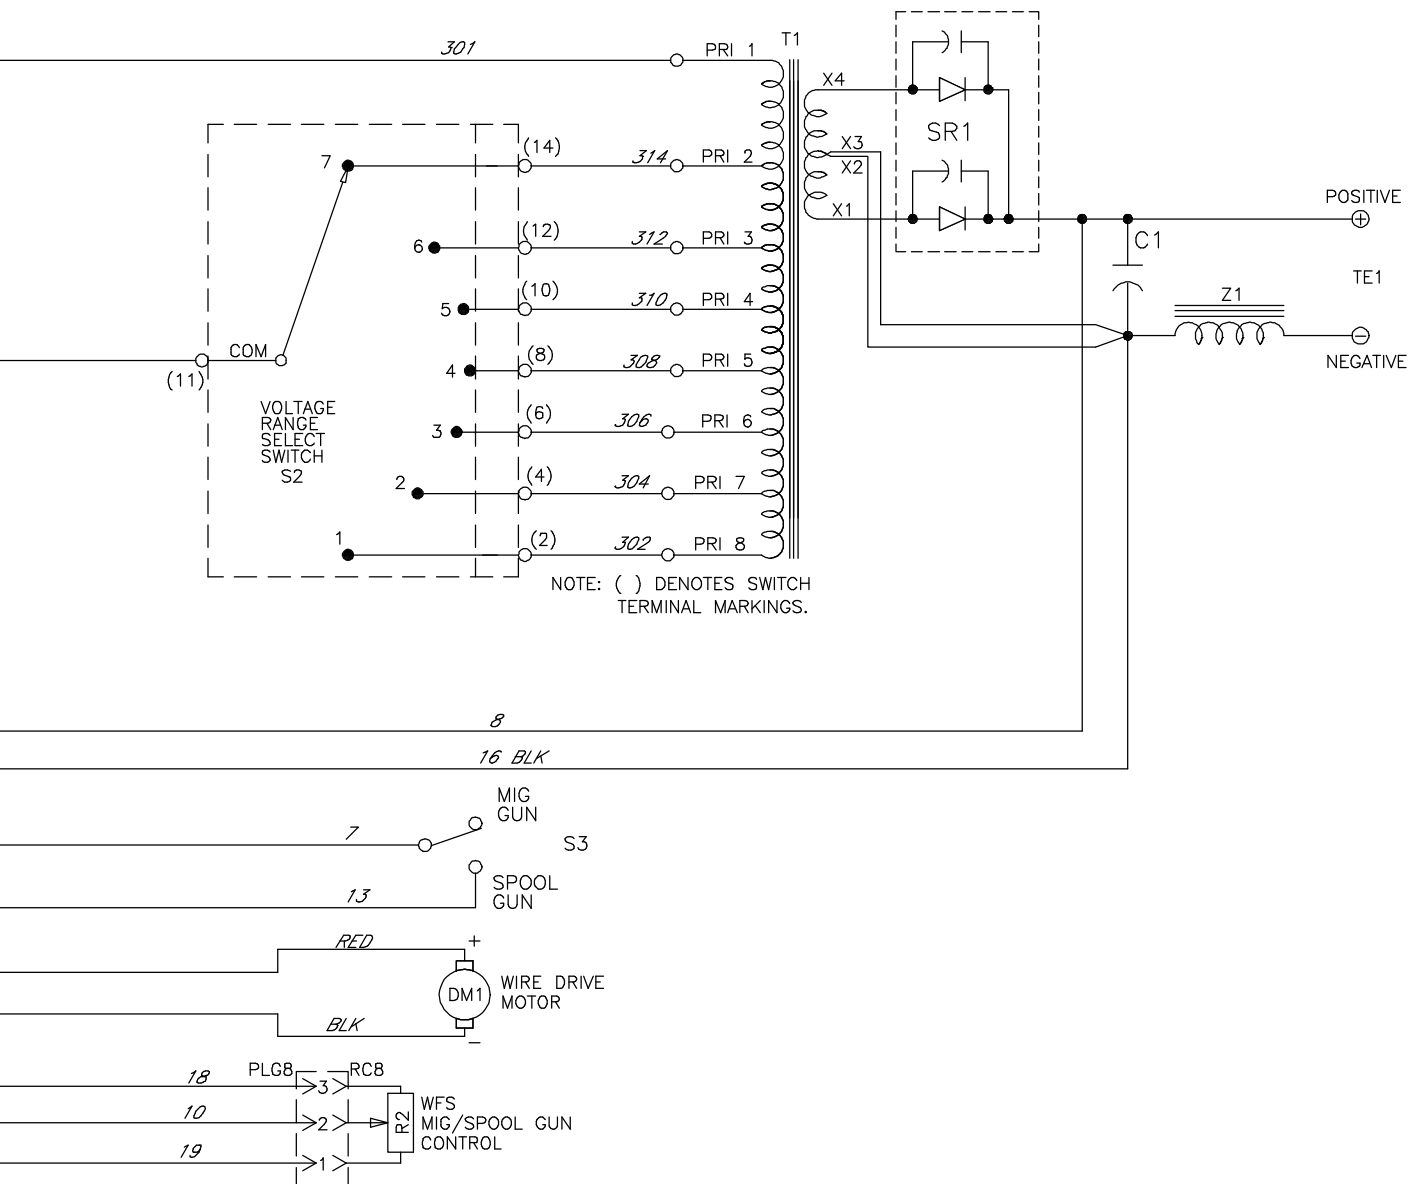 301
PRI 1
T1
X4
SR1
7
(14)
314
PRI 2
X3
X2
X1
POSITIVE
+
6
(12)
312
PRI 3
C1
5
(10)
310
PRI 4
TE1
Z1
COM
(11)
4
(8)
308
PRI 5
−
NEGATIVE
VOLTAGE
RANGE
SELECT
SWITCH
S2
3
(6)
306
PRI 6
2
(4)
304
PRI 7
1
(2)
302
PRI 8
NOTE: ( ) DENOTES SWITCH
TERMINAL MARKINGS.
8
16 BLK
MIG
GUN
7
S3
SPOOL
GUN
13
RED
+
DM1
WIRE DRIVE
MOTOR
BLK
−
PLG8
RC8
18
3
10
2
R2
WFS
MIG/SPOOL GUN
CONTROL
19
1